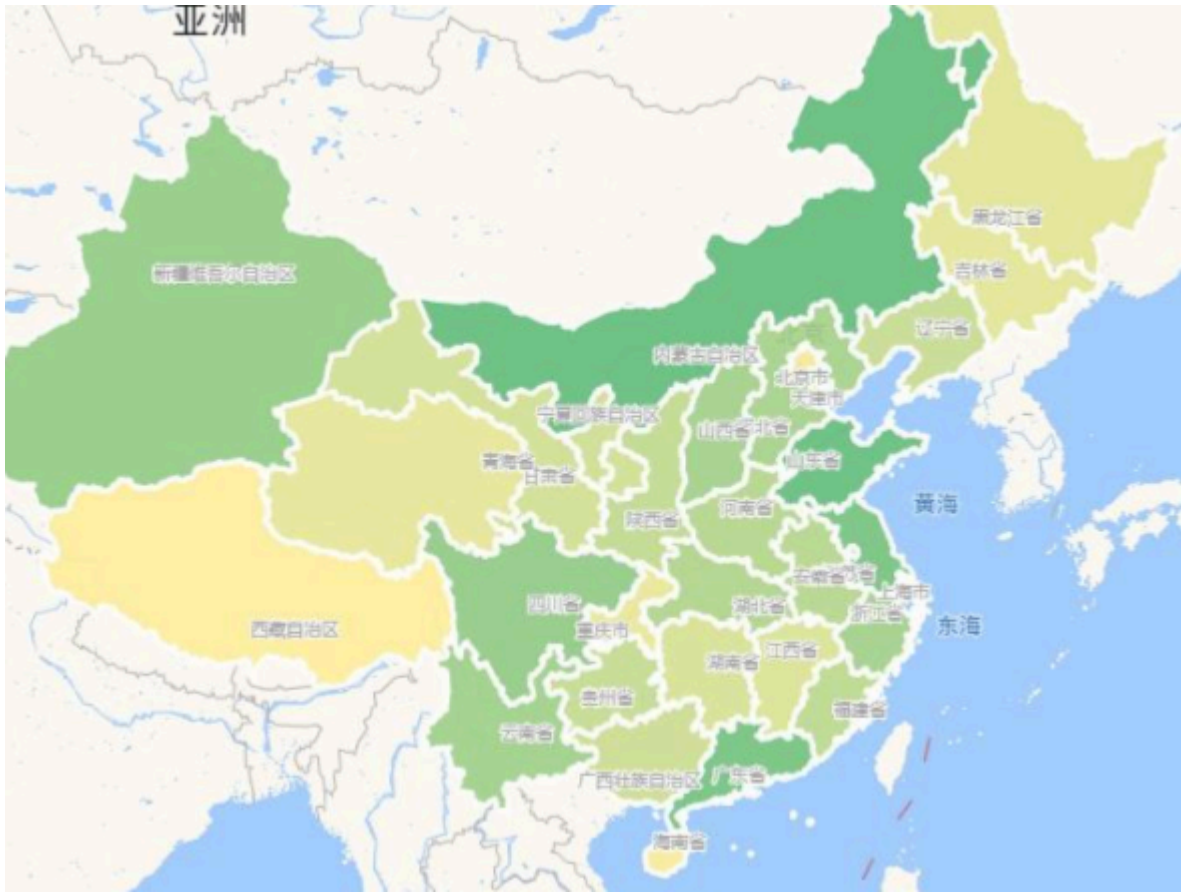 亚洲
黑龙江省
吉林省
新疆维吾尔自治区
辽宁省
北京
内蒙古自治区
北京市
天津市
宁夏回族自治区
山西省
北省
青海省
甘肃省
山东省
陕西省
河南省
黄海
安徽省
省
上海市
四川省
湖北省
浙江省
东海
西藏自治区
重庆市
湖南省
江西省
贵州省
福建省
云南省
广西壮族自治区
广东省
海南省